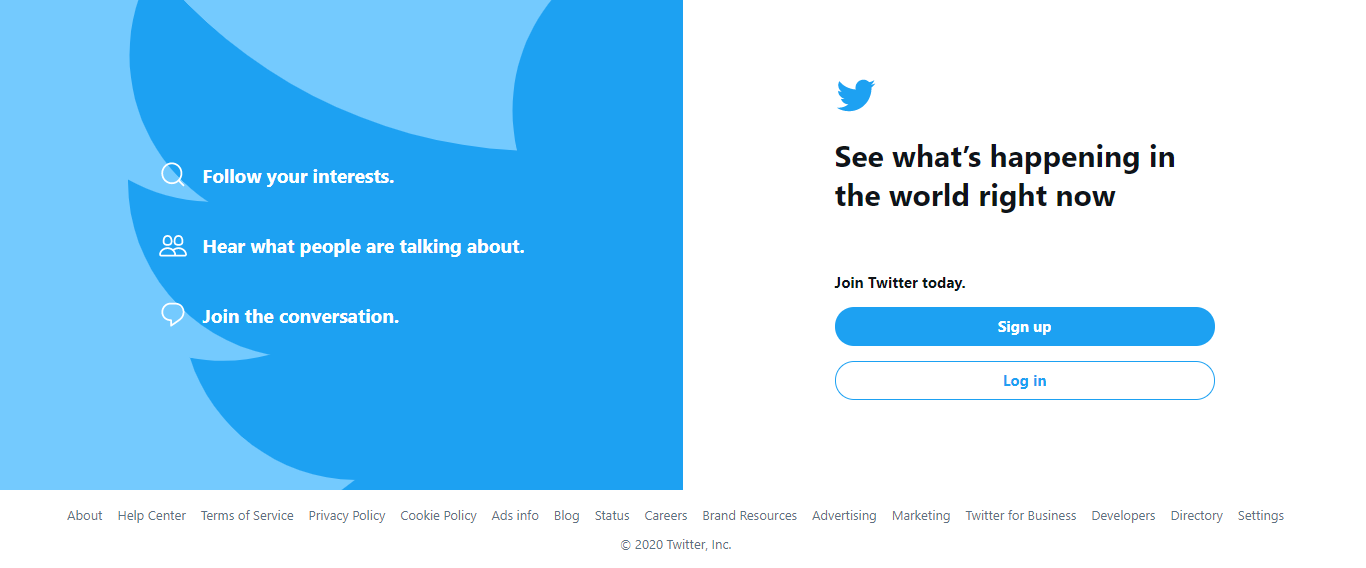 Follow your interests.
Hear what people are talking about.
Join the conversation.
See what’s happening in
the world right now
Join Twitter today.
Sign up
Log in
About Help Center Terms of Service Privacy Policy Cookie Policy Ads info Blog Status Careers Brand Resources Advertising Marketing Twitter for Business Developers Directory Settings
© 2020 Twitter, Inc.